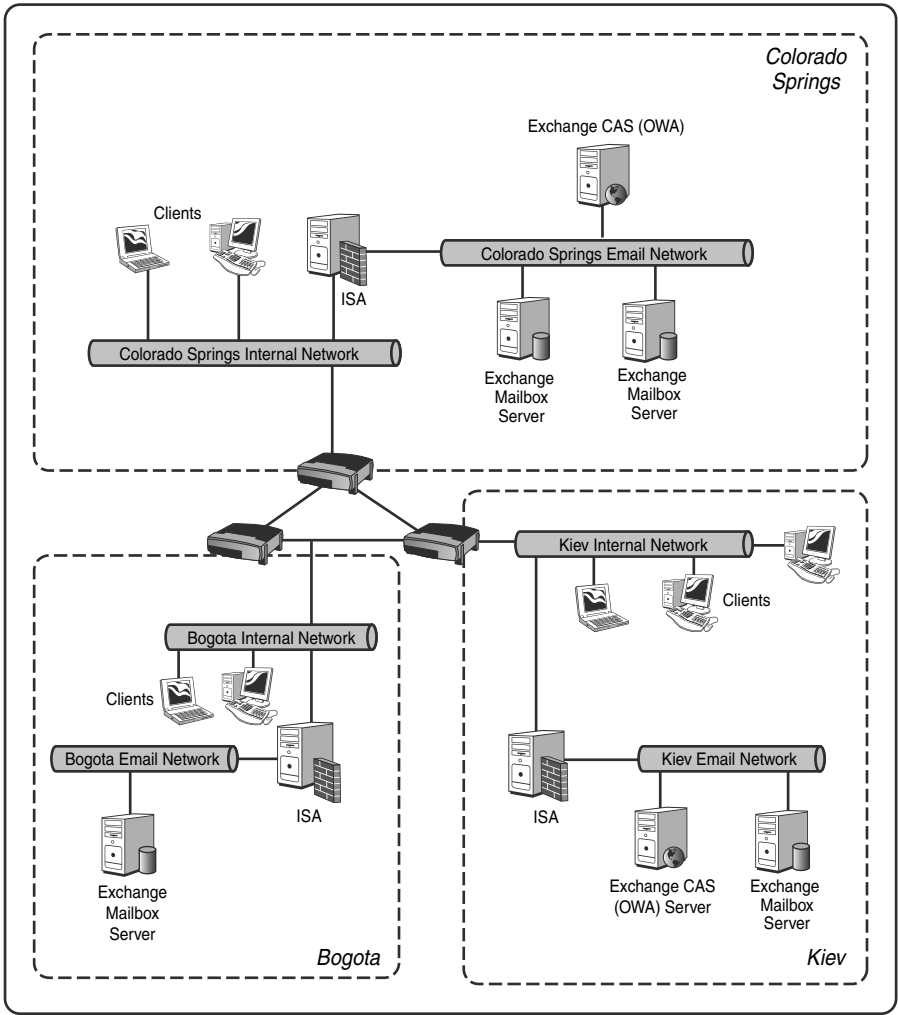 Colorado
Springs
Exchange CAS (OWA)
Clients
Colorado Springs Email Network
ISA
Colorado Springs Internal Network
Exchange
Mailbox
Server
Exchange
Mailbox
Server
Kiev Internal Network
Clients
Bogota Internal Network
Clients
Bogota Email Network
ISA
Exchange
Mailbox
Server
Bogota
Kiev Email Network
ISA
Exchange CAS
(OWA) Server
Exchange
Mailbox
Server
Kiev